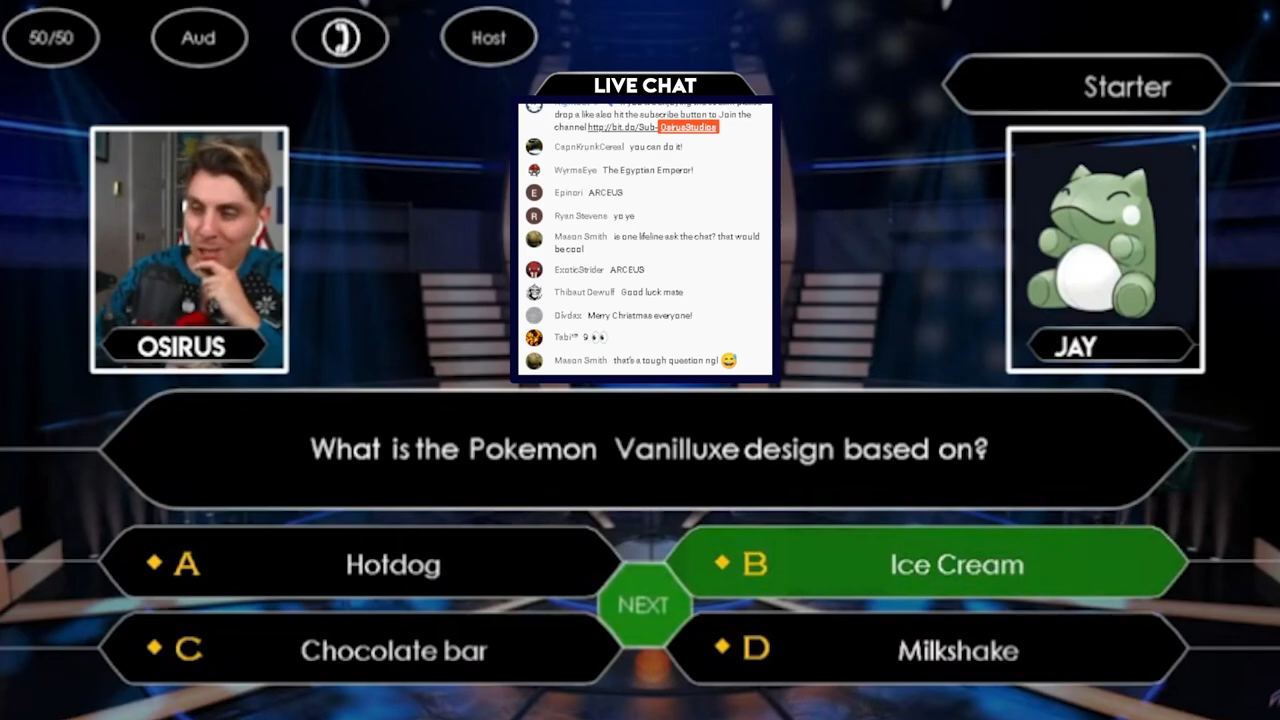 50/50
Aud
Host
Starter
LIVE CHAT
drop a like also hit the subscribe button to Join the
channel http://bit.do/Sub-OsirusStudios
CapnKrunkCereal you can do it!
WyrmsEye The Egyptian Emperor!
E Epinori ARCEUS
R Ryan Stevens ya ye
Mason Smith is one lifeline ask the chat? that would
be cool
ExoticStrider ARCEUS
Thibaut Dewulf Good luck mate
Divdax Merry Christmas everyone!
Tabi™ 9 👀
Mason Smith that's a tough question ngl 😅
OSIRUS
JAY
What is the Pokemon Vanilluxe design based on?
A Hotdog
B Ice Cream
NEXT
C Chocolate bar
D Milkshake